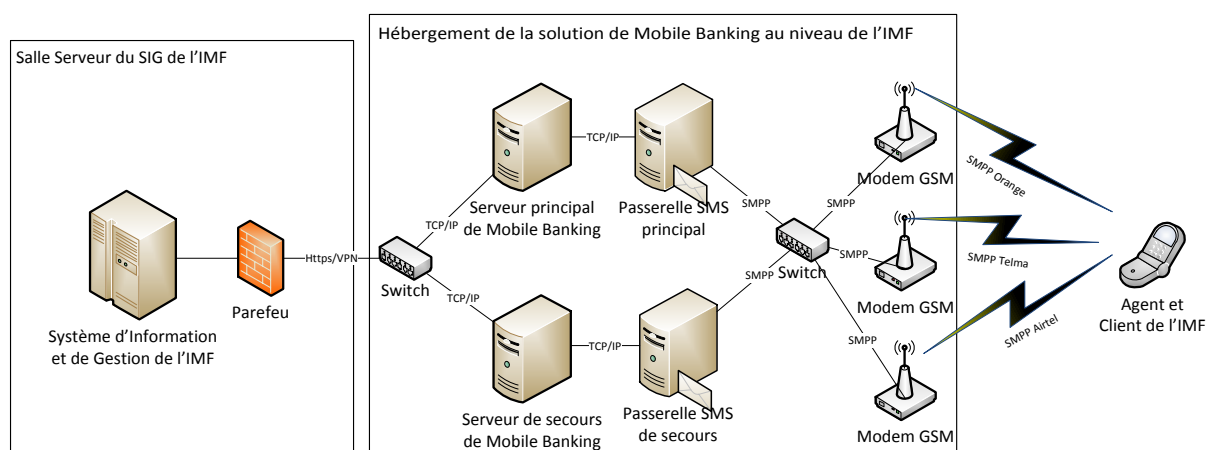 Salle Serveur du SIG de l'IMF
Hébergement de la solution de Mobile Banking au niveau de l'IMF
Système d'Information
et de Gestion de l'IMF
Parefeu
Https/VPN
Switch
TCP/IP
TCP/IP
Serveur principal
de Mobile Banking
TCP/IP
Passerelle SMS
principal
Serveur de secours
de Mobile Banking
TCP/IP
Passerelle SMS
de secours
SMPP
SMPP
Switch
SMPP
SMPP
SMPP
Modem GSM
Modem GSM
Modem GSM
SMPP Orange
SMPP Telma
SMPP Airtel
Agent et
Client de l'IMF